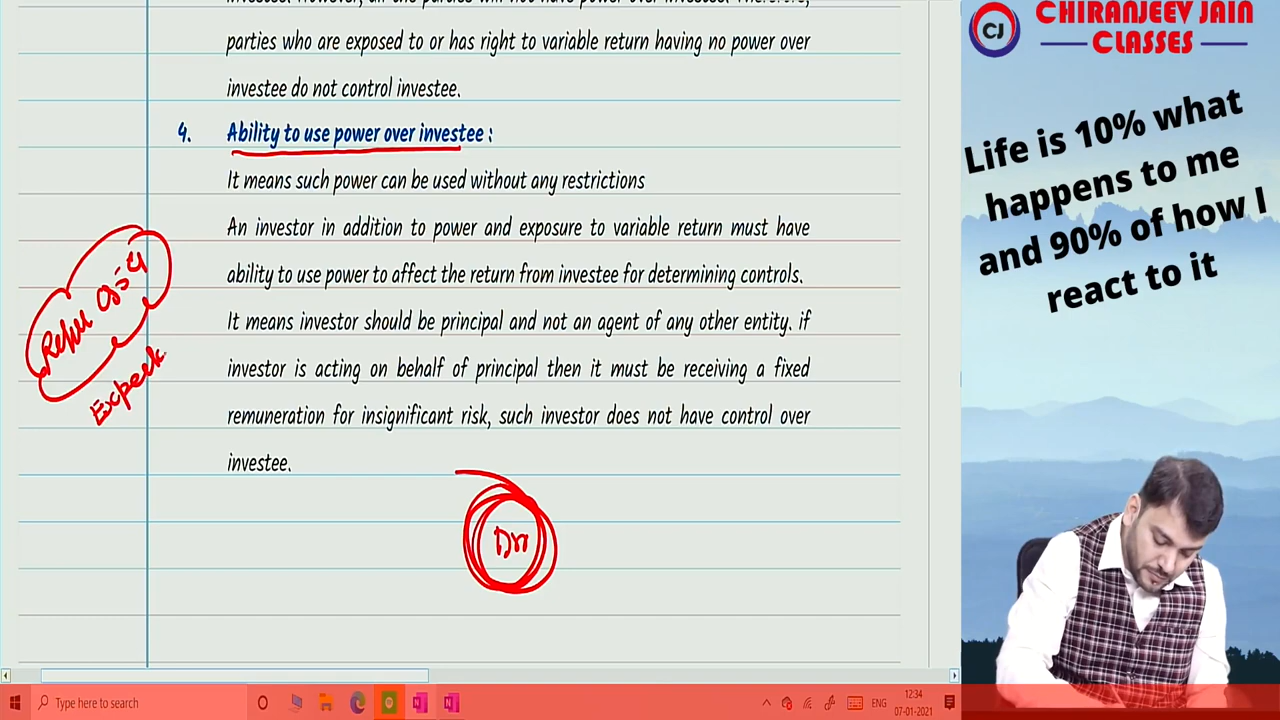 parties who are exposed to or has right to variable return having no power over
investee do not control investee.
4. Ability to use power over investee :
It means such power can be used without any restrictions
An investor in addition to power and exposure to variable return must have
ability to use power to affect the return from investee for determining controls.
It means investor should be principal and not an agent of any other entity. if
investor is acting on behalf of principal then it must be receiving a fixed
remuneration for insignificant risk, such investor does not have control over
investee.
CJ
CHIRANJEEV JAIN
CLASSES
Life is 10% what
happens to me
and 90% of how I
react to it
Type here to search
ENG
12:34
07-01-2021